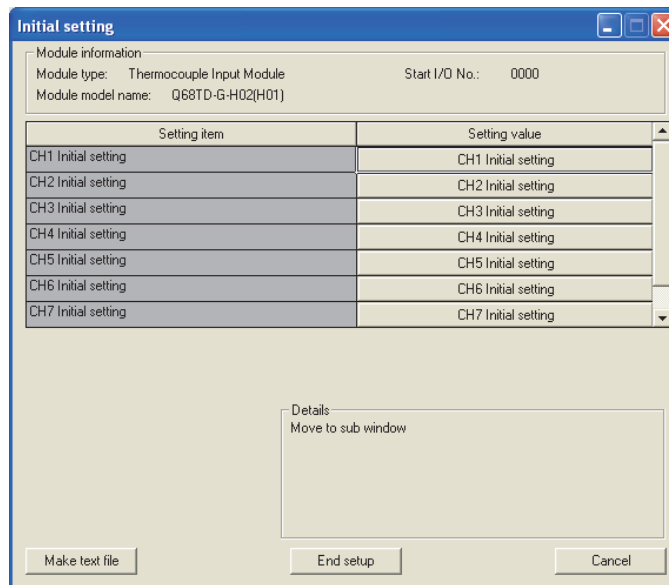 Initial setting
Module information
Module type: Thermocouple Input Module Start I/O No.: 0000
Module model name: Q68TD-G-H02(H01)
Setting item Setting value
CH1 Initial setting CH1 Initial setting
CH2 Initial setting CH2 Initial setting
CH3 Initial setting CH3 Initial setting
CH4 Initial setting CH4 Initial setting
CH5 Initial setting CH5 Initial setting
CH6 Initial setting CH6 Initial setting
CH7 Initial setting CH7 Initial setting
Details
Move to sub window
Make text file End setup Cancel